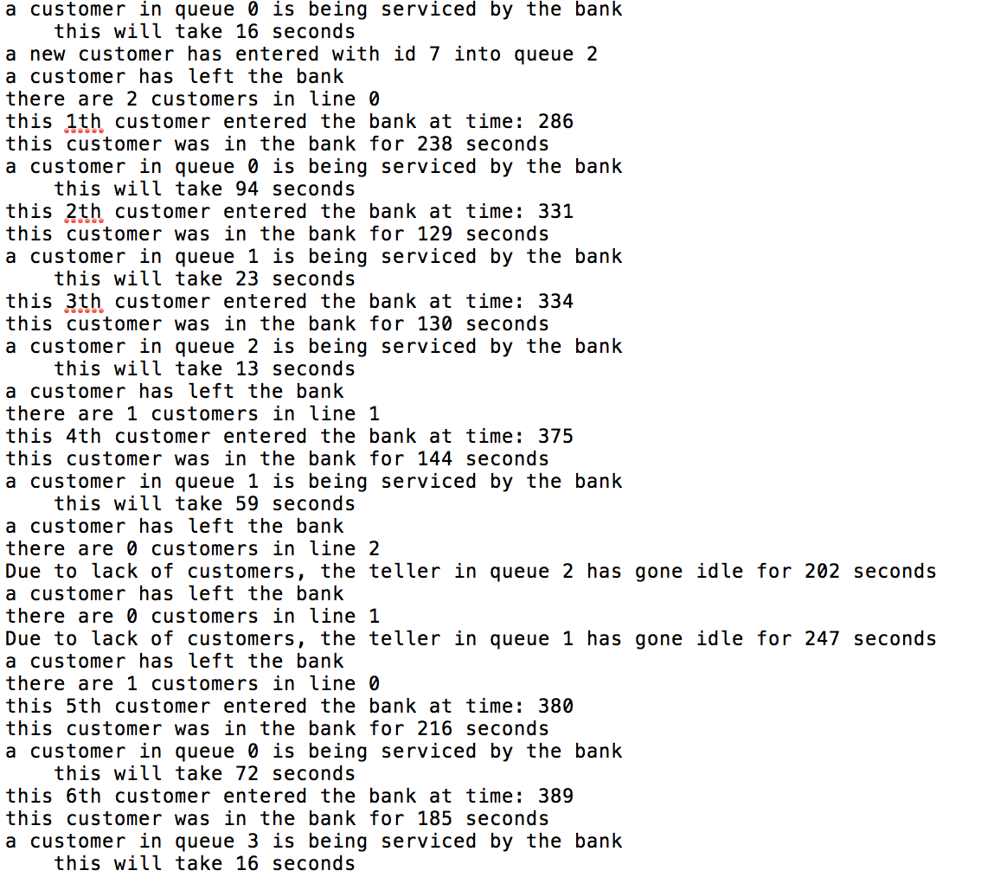 a customer in queue 0 is being serviced by the bank
    this will take 16 seconds
a new customer has entered with id 7 into queue 2
a customer has left the bank
there are 2 customers in line 0
this 1th customer entered the bank at time: 286
this customer was in the bank for 238 seconds
a customer in queue 0 is being serviced by the bank
    this will take 94 seconds
this 2th customer entered the bank at time: 331
this customer was in the bank for 129 seconds
a customer in queue 1 is being serviced by the bank
    this will take 23 seconds
this 3th customer entered the bank at time: 334
this customer was in the bank for 130 seconds
a customer in queue 2 is being serviced by the bank
    this will take 13 seconds
a customer has left the bank
there are 1 customers in line 1
this 4th customer entered the bank at time: 375
this customer was in the bank for 144 seconds
a customer in queue 1 is being serviced by the bank
    this will take 59 seconds
a customer has left the bank
there are 0 customers in line 2
Due to lack of customers, the teller in queue 2 has gone idle for 202 seconds
a customer has left the bank
there are 0 customers in line 1
Due to lack of customers, the teller in queue 1 has gone idle for 247 seconds
a customer has left the bank
there are 1 customers in line 0
this 5th customer entered the bank at time: 380
this customer was in the bank for 216 seconds
a customer in queue 0 is being serviced by the bank
    this will take 72 seconds
this 6th customer entered the bank at time: 389
this customer was in the bank for 185 seconds
a customer in queue 3 is being serviced by the bank
    this will take 16 seconds